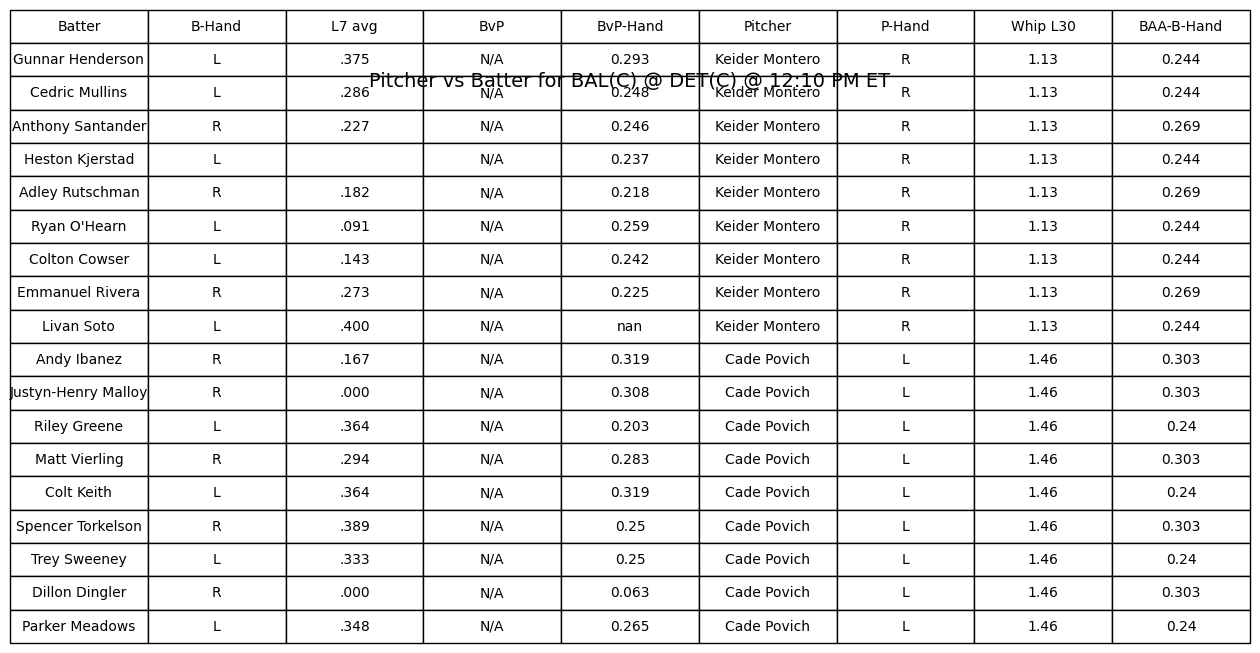 Batter B-Hand L7 avg BvP BvP-Hand Pitcher P-Hand Whip L30 BAA-B-Hand
Gunnar Henderson L .375 N/A 0.293 Keider Montero R 1.13 0.244
Pitcher vs Batter for BAL(C) @ DET(C) @ 12:10 PM ET
Cedric Mullins L .286 N/A 0.248 Keider Montero R 1.13 0.244
Anthony Santander R .227 N/A 0.246 Keider Montero R 1.13 0.269
Heston Kjerstad L N/A 0.237 Keider Montero R 1.13 0.244
Adley Rutschman R .182 N/A 0.218 Keider Montero R 1.13 0.269
Ryan O'Hearn L .091 N/A 0.259 Keider Montero R 1.13 0.244
Colton Cowser L .143 N/A 0.242 Keider Montero R 1.13 0.244
Emmanuel Rivera R .273 N/A 0.225 Keider Montero R 1.13 0.269
Livan Soto L .400 N/A nan Keider Montero R 1.13 0.244
Andy Ibanez R .167 N/A 0.319 Cade Povich L 1.46 0.303
Justyn-Henry Malloy R .000 N/A 0.308 Cade Povich L 1.46 0.303
Riley Greene L .364 N/A 0.203 Cade Povich L 1.46 0.24
Matt Vierling R .294 N/A 0.283 Cade Povich L 1.46 0.303
Colt Keith L .364 N/A 0.319 Cade Povich L 1.46 0.24
Spencer Torkelson R .389 N/A 0.25 Cade Povich L 1.46 0.303
Trey Sweeney L .333 N/A 0.25 Cade Povich L 1.46 0.24
Dillon Dingler R .000 N/A 0.063 Cade Povich L 1.46 0.303
Parker Meadows L .348 N/A 0.265 Cade Povich L 1.46 0.24